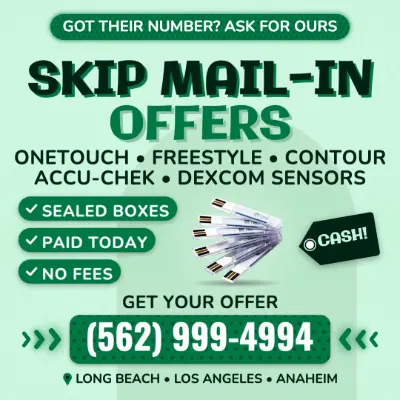 GOT THEIR NUMBER? ASK FOR OURS
SKIP MAIL-IN
OFFERS
ONETOUCH • FREESTYLE • CONTOUR
ACCU-CHEK • DEXCOM SENSORS
SEALED BOXES
PAID TODAY
NO FEES
CASH!
GET YOUR OFFER
(562) 999-4994
LONG BEACH • LOS ANGELES • ANAHEIM